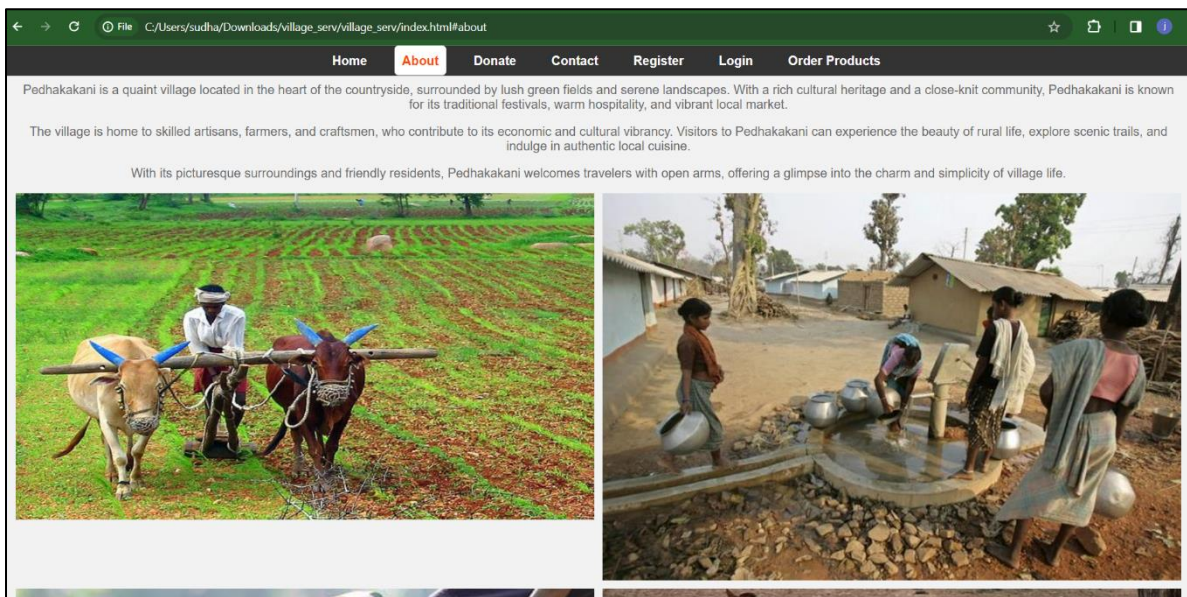 File C:/Users/sudha/Downloads/village_serv/village_serv/index.html#about
i
Home About Donate Contact Register Login Order Products
Pedhakakani is a quaint village located in the heart of the countryside, surrounded by lush green fields and serene landscapes. With a rich cultural heritage and a close-knit community, Pedhakakani is known
for its traditional festivals, warm hospitality, and vibrant local market.
The village is home to skilled artisans, farmers, and craftsmen, who contribute to its economic and cultural vibrancy. Visitors to Pedhakakani can experience the beauty of rural life, explore scenic trails, and
indulge in authentic local cuisine.
With its picturesque surroundings and friendly residents, Pedhakakani welcomes travelers with open arms, offering a glimpse into the charm and simplicity of village life.